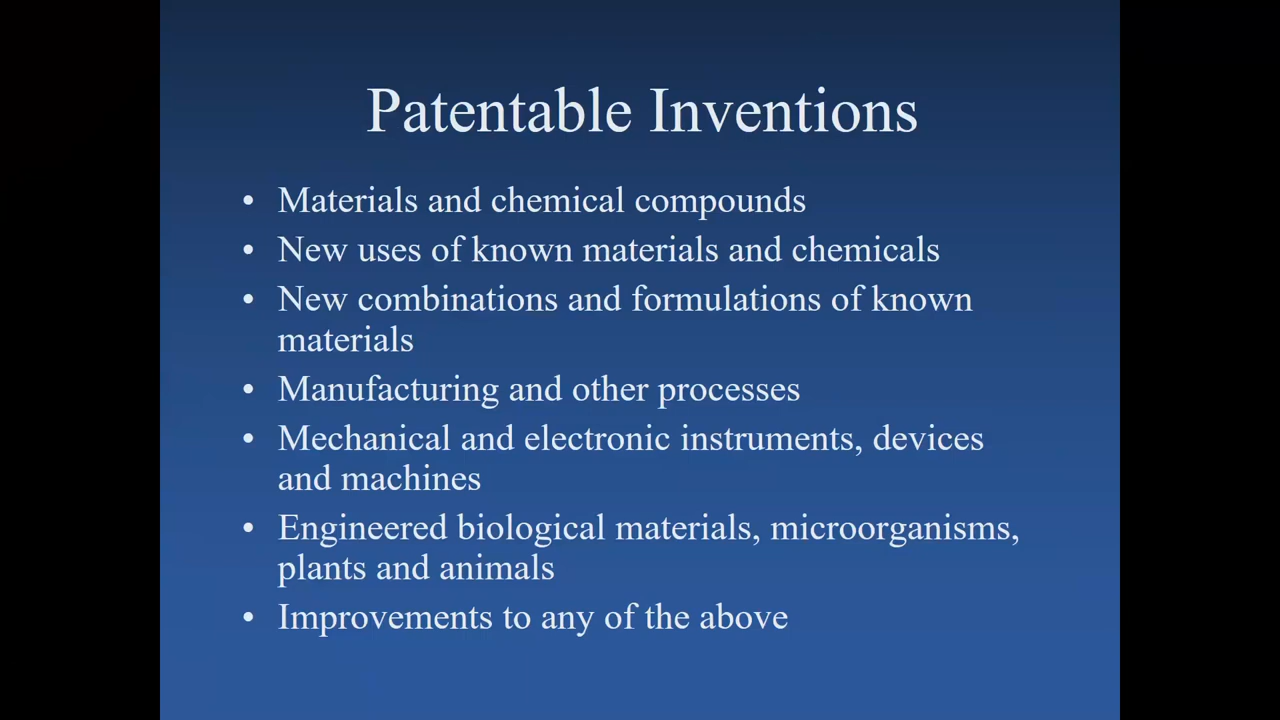 Patentable Inventions
• Materials and chemical compounds
• New uses of known materials and chemicals
• New combinations and formulations of known
materials
• Manufacturing and other processes
• Mechanical and electronic instruments, devices
and machines
• Engineered biological materials, microorganisms,
plants and animals
• Improvements to any of the above